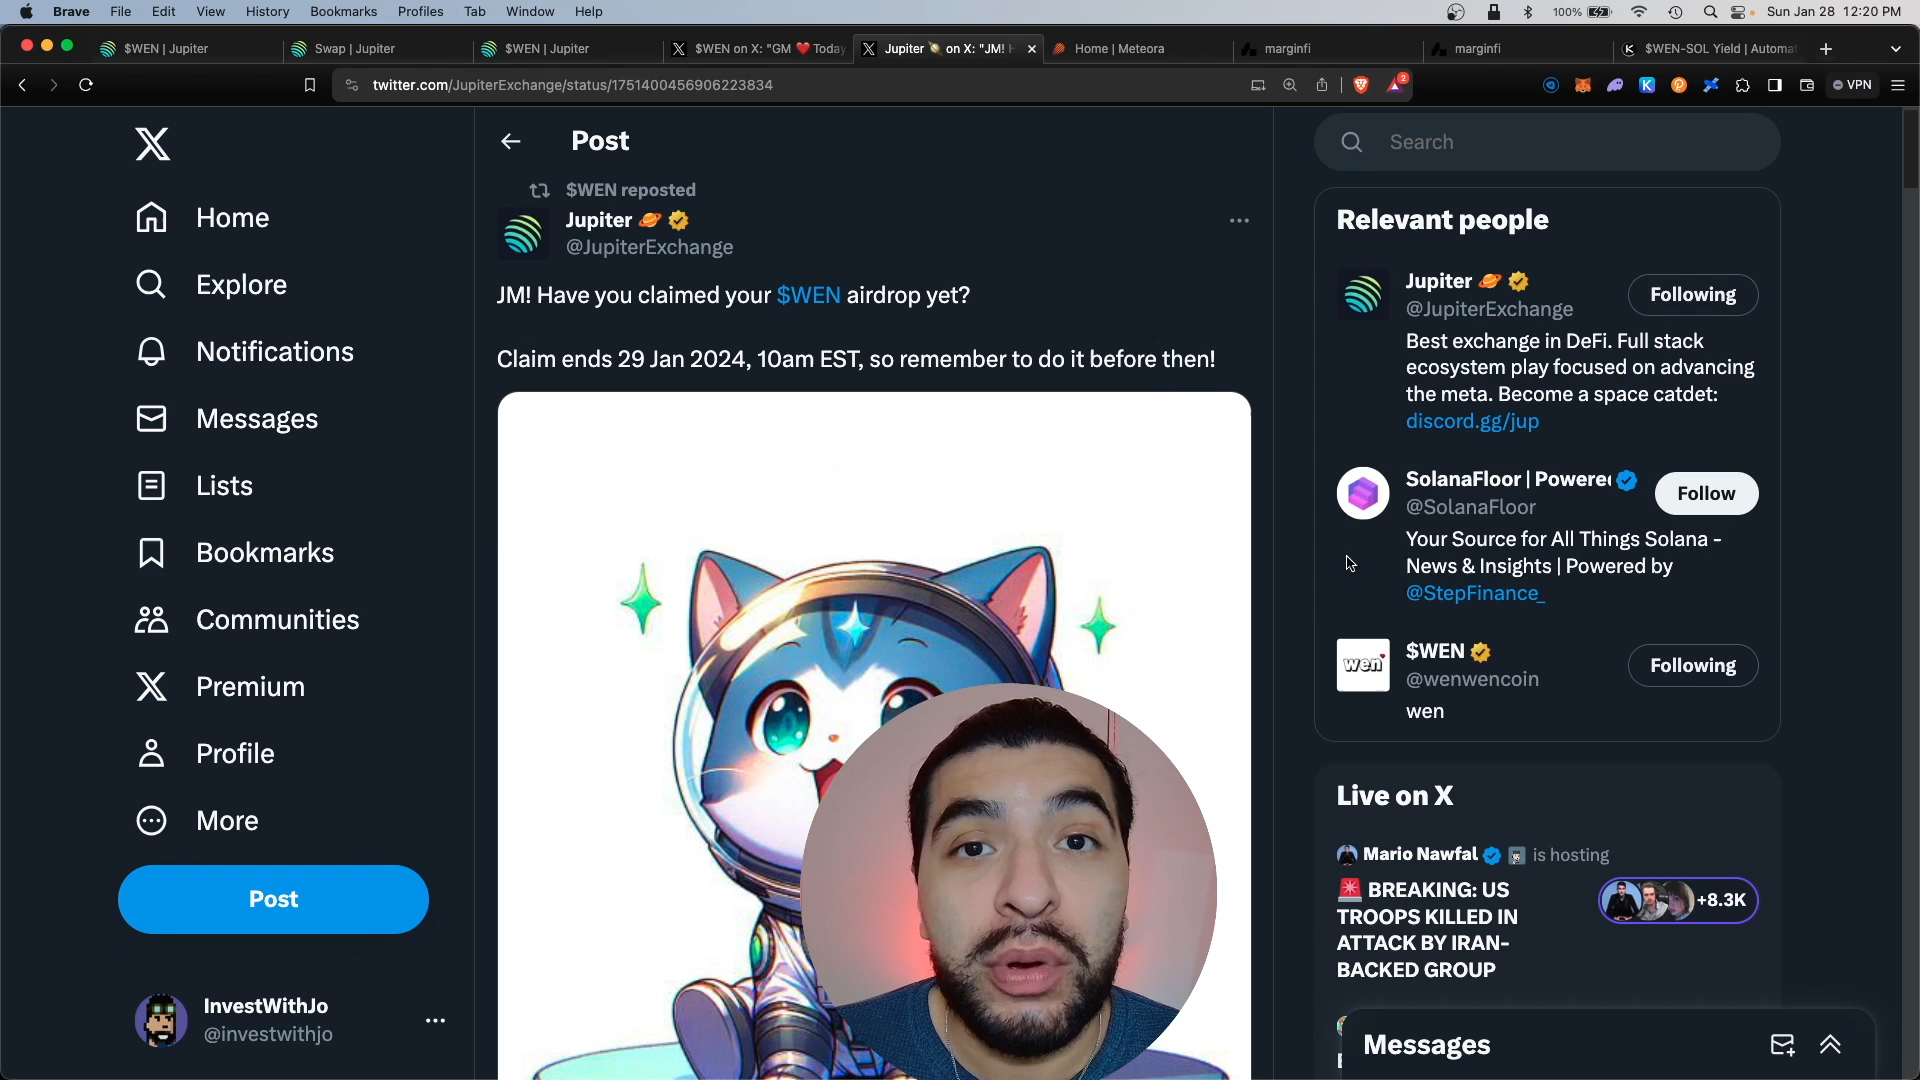 Brave File Edit View History Bookmarks Profiles Tab Window Help
100% Sun Jan 28 12:20 PM
$WEN | Jupiter
Swap | Jupiter
$WEN | Jupiter
$WEN on X: "GM ❤️ Today
Jupiter 🪐 on X: "JM! H
Home | Meteora
marginfi
marginfi
$WEN-SOL Yield | Automat
twitter.com/JupiterExchange/status/1751400456906223834
2
VPN
Home
Explore
Notifications
Messages
Lists
Bookmarks
Communities
Premium
Profile
More
Post
InvestWithJo
@investwithjo
Post
$WEN reposted
Jupiter 🪐
@JupiterExchange
JM! Have you claimed your $WEN airdrop yet?
Claim ends 29 Jan 2024, 10am EST, so remember to do it before then!
Search
Relevant people
Jupiter 🪐
@JupiterExchange
Following
Best exchange in DeFi. Full stack
ecosystem play focused on advancing
the meta. Become a space catdet:
discord.gg/jup
SolanaFloor | Powere
@SolanaFloor
Follow
Your Source for All Things Solana -
News & Insights | Powered by
@StepFinance_
wen
$WEN
@wenwencoin
Following
wen
Live on X
Mario Nawfal is hosting
🚨 BREAKING: US
TROOPS KILLED IN
ATTACK BY IRAN-
BACKED GROUP
+8.3K
Messages